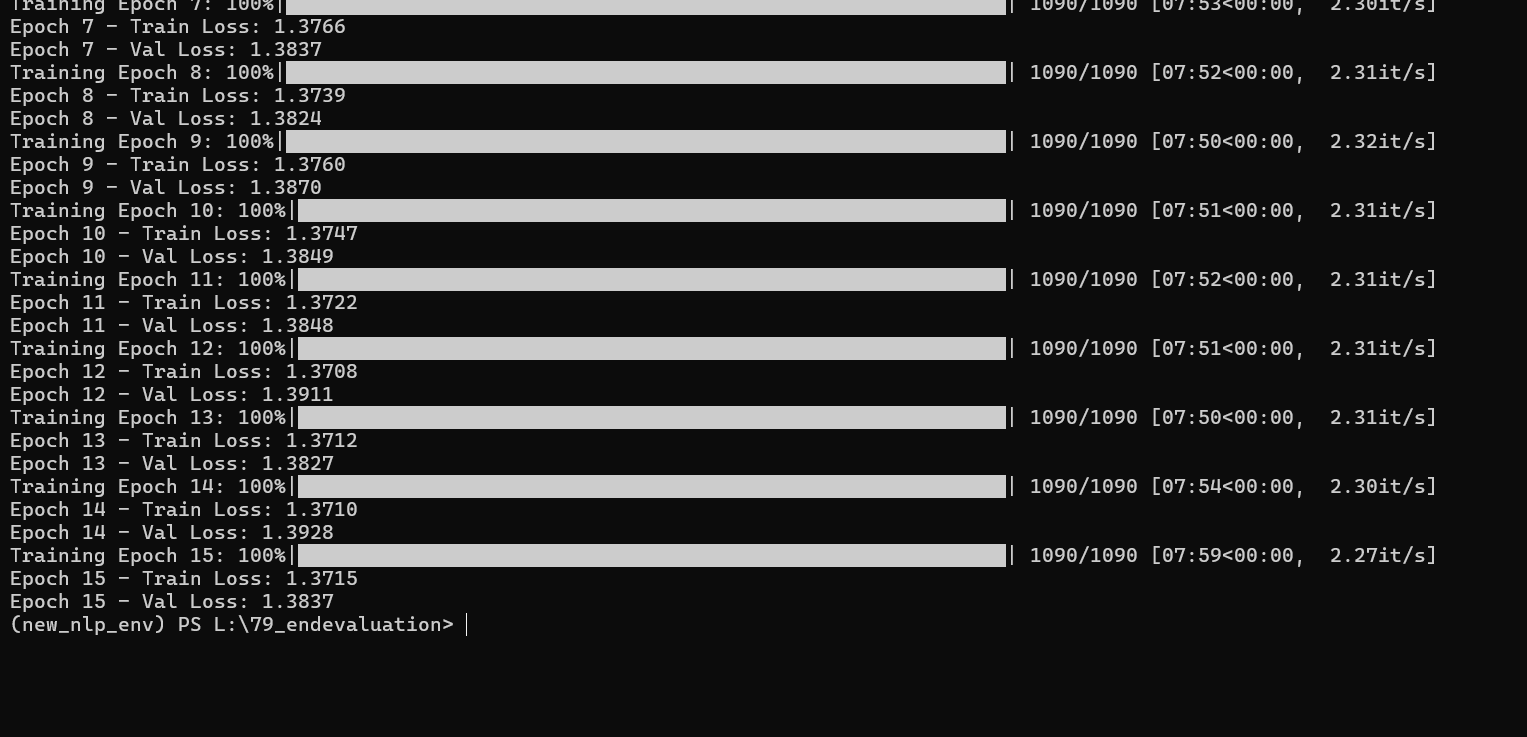 Training Epoch 7: 100%| | 1090/1090 [07:53<00:00, 2.30it/s]
Epoch 7 - Train Loss: 1.3766
Epoch 7 - Val Loss: 1.3837
Training Epoch 8: 100%| | 1090/1090 [07:52<00:00, 2.31it/s]
Epoch 8 - Train Loss: 1.3739
Epoch 8 - Val Loss: 1.3824
Training Epoch 9: 100%| | 1090/1090 [07:50<00:00, 2.32it/s]
Epoch 9 - Train Loss: 1.3760
Epoch 9 - Val Loss: 1.3870
Training Epoch 10: 100%| | 1090/1090 [07:51<00:00, 2.31it/s]
Epoch 10 - Train Loss: 1.3747
Epoch 10 - Val Loss: 1.3849
Training Epoch 11: 100%| | 1090/1090 [07:52<00:00, 2.31it/s]
Epoch 11 - Train Loss: 1.3722
Epoch 11 - Val Loss: 1.3848
Training Epoch 12: 100%| | 1090/1090 [07:51<00:00, 2.31it/s]
Epoch 12 - Train Loss: 1.3708
Epoch 12 - Val Loss: 1.3911
Training Epoch 13: 100%| | 1090/1090 [07:50<00:00, 2.31it/s]
Epoch 13 - Train Loss: 1.3712
Epoch 13 - Val Loss: 1.3827
Training Epoch 14: 100%| | 1090/1090 [07:54<00:00, 2.30it/s]
Epoch 14 - Train Loss: 1.3710
Epoch 14 - Val Loss: 1.3928
Training Epoch 15: 100%| | 1090/1090 [07:59<00:00, 2.27it/s]
Epoch 15 - Train Loss: 1.3715
Epoch 15 - Val Loss: 1.3837
(new_nlp_env) PS L:\79_endevaluation>